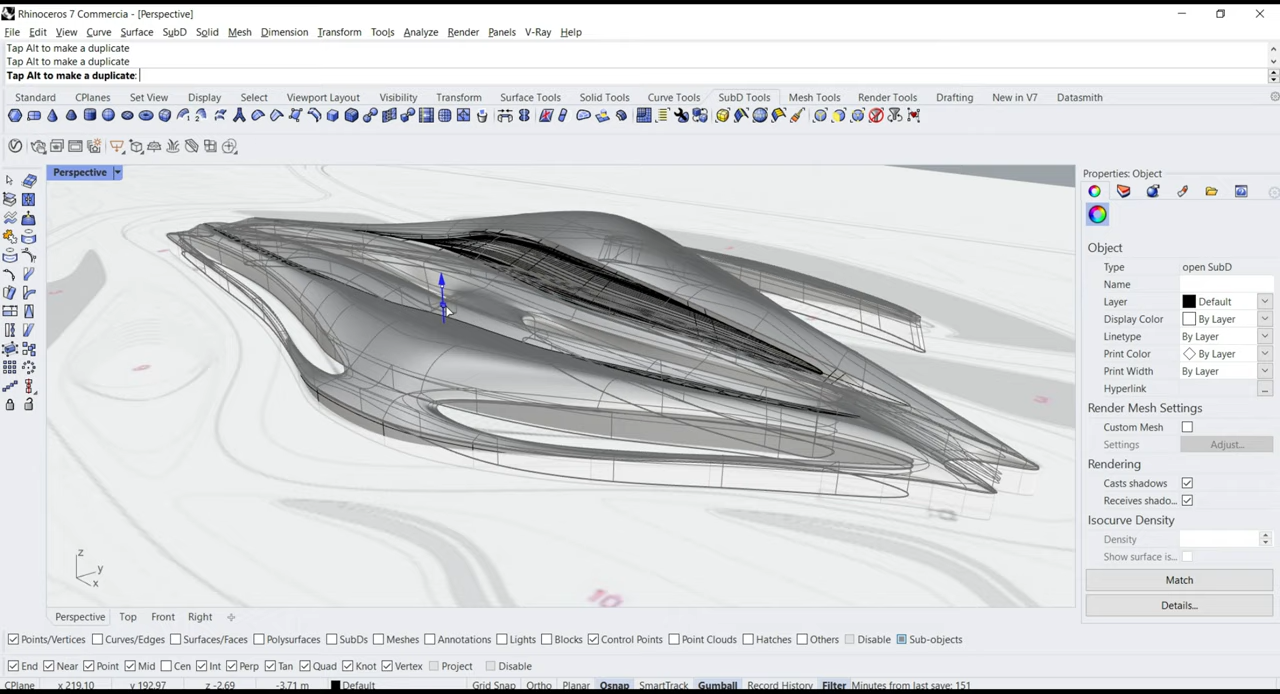 Rhinoceros 7 Commercia - [Perspective]
File Edit View Curve Surface SubD Solid Mesh Dimension Transform Tools Analyze Render Panels V-Ray Help
Tap Alt to make a duplicate
Tap Alt to make a duplicate
Tap Alt to make a duplicate:
Standard CPlanes Set View Display Select Viewport Layout Visibility Transform Surface Tools Solid Tools Curve Tools SubD Tools Mesh Tools Render Tools Drafting New in V7 Datasmith
Perspective
Properties: Object
Object
Type open SubD
Name
Layer Default
Display Color By Layer
Linetype By Layer
Print Color By Layer
Print Width By Layer
Hyperlink ...
Render Mesh Settings
Custom Mesh
Settings Adjust...
Rendering
Casts shadows
Receives shado...
Isocurve Density
Density
Show surface is...
Match
Details...
z
y
x
10
Perspective Top Front Right
Points/Vertices Curves/Edges Surfaces/Faces Polysurfaces SubDs Meshes Annotations Lights Blocks Control Points Point Clouds Hatches Others Disable Sub-objects
End Near Point Mid Cen Int Perp Tan Quad Knot Vertex Project Disable
CPlane x 219.10 y 192.97 z -2.69 -3.71 m Default Grid Snap Ortho Planar Osnap SmartTrack Gumball Record History Filter Minutes from last save: 151